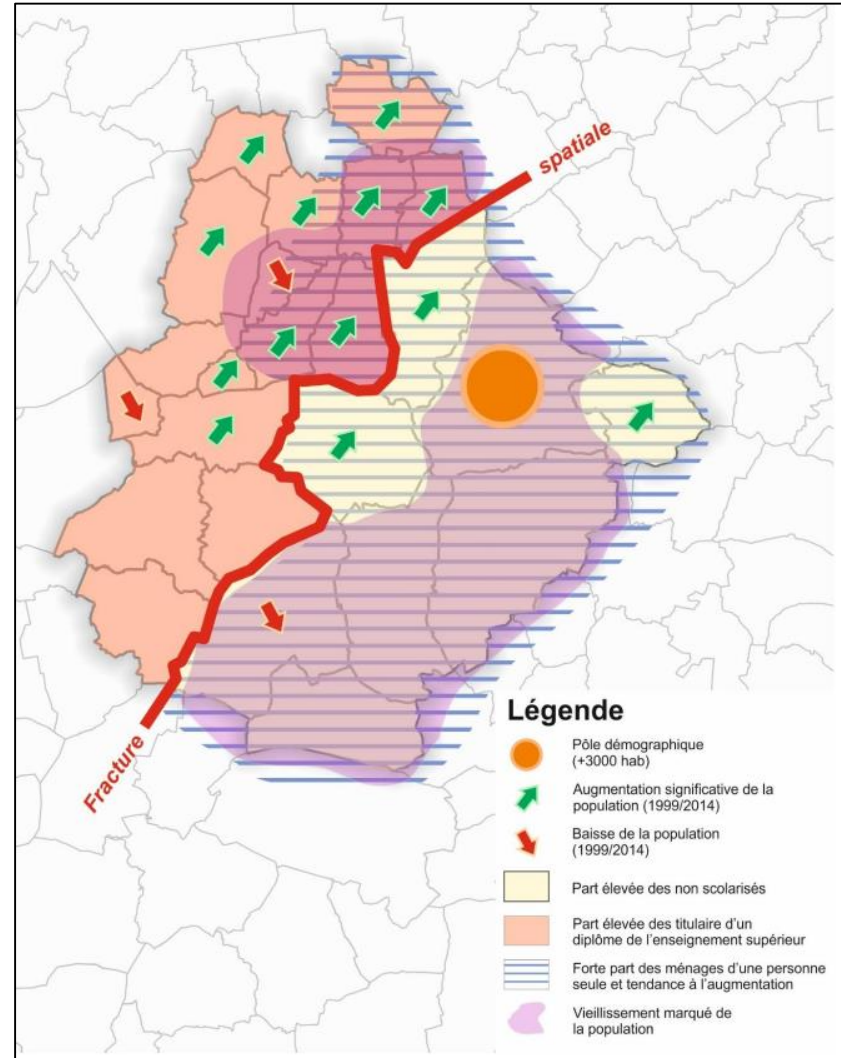 spatiale
Fracture
Légende
Pôle démographique
(+3000 hab)
Augmentation significative de la
population (1999/2014)
Baisse de la population
(1999/2014)
Part élevée des non scolarisés
Part élevée des titulaire d'un
diplôme de l'enseignement supérieur
Forte part des ménages d'une personne
seule et tendance à l'augmentation
Vieillissement marqué de
la population